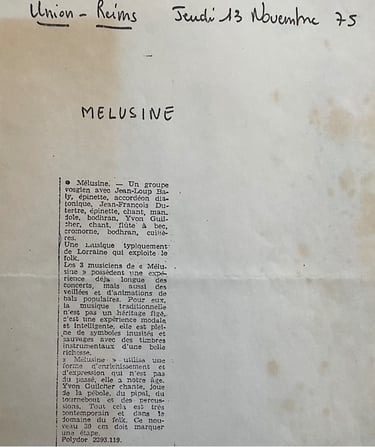 Union - Reims Jeudi 13 Novembre 75
MELUSINE
● Mélusine. — Un groupe
vosgien avec Jean-Loup Ba-
ly, épinette, accordéon dia-
tonique, Jean-François Du-
tertre, épinette, chant, man
dole, bodhran, Yvon Guil-
cher, chant, flûte à bec,
cromorne, bodhran, cuillè-
res.
Une musique typiquement
de Lorraine qui exploite le
folk.
Les 3 musiciens de « Mélu-
sine » possèdent une expé-
rience déjà longue des
concerts, mais aussi des
veillées et d'animations de
bals populaires. Pour eux,
la musique traditionnelle
n'est pas un héritage figé,
c'est une expérience modale
et intelligente, elle est plei-
ne de symboles inusités et
sauvages avec des timbres
instrumentaux d'une belle
richesse.
« Mélusine » utilise une
forme d'enrichissement et
d'expression qui n'est pas
du passé, elle a notre âge.
Yvon Guilcher chante, joue
de la pébole, du pipal, du
tournebout et des percus-
sions. Tout cela est très
contemporain et dans le
domaine du folk. Ce nou-
veau 30 cm doit marquer
une étape.
Polydor 2393.119.